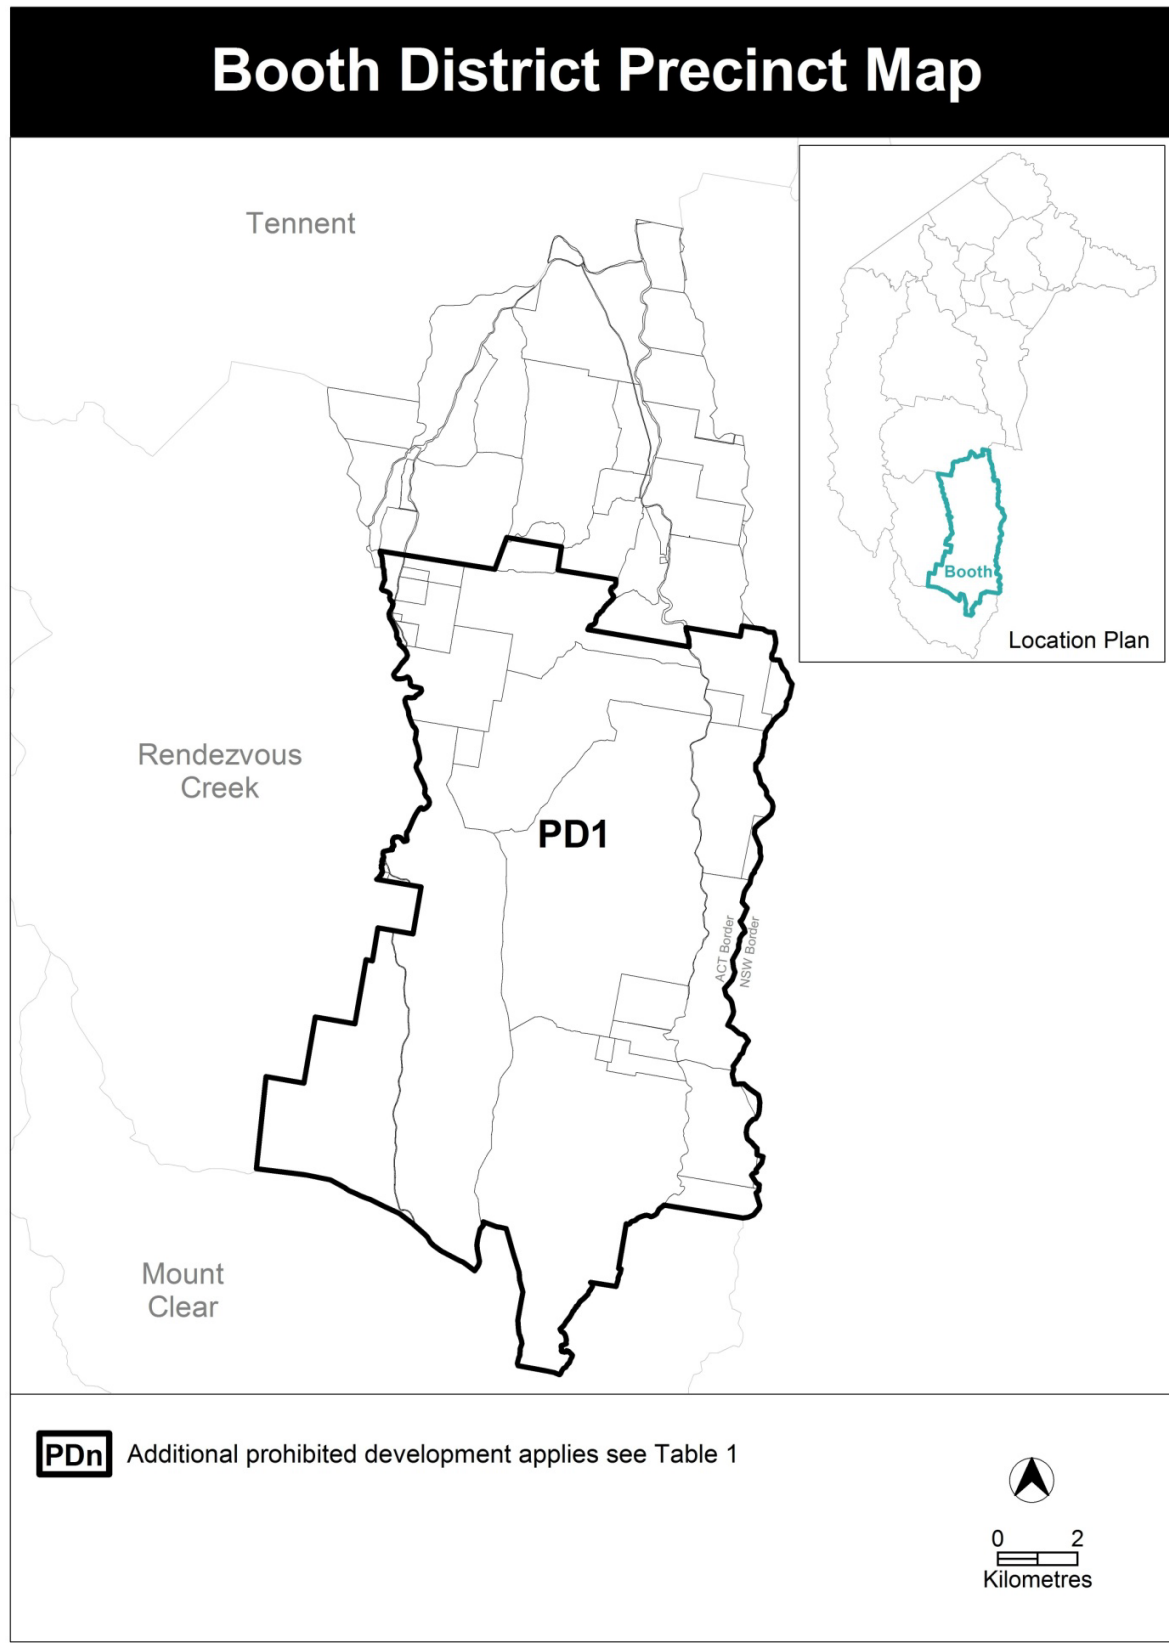 Booth District Precinct Map
Tennent
Booth
Location Plan
Rendezvous
Creek
PD1
ACT Border
NSW Border
Mount
Clear
PDn Additional prohibited development applies see Table 1
0 2
Kilometres